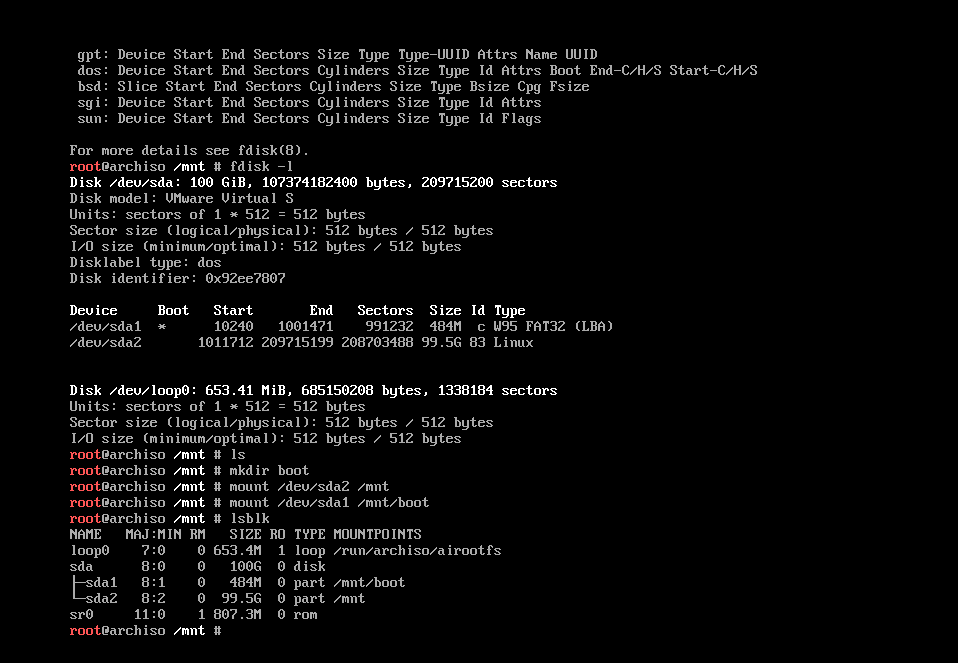 gpt: Device Start End Sectors Size Type Type-UUID Attrs Name UUID
dos: Device Start End Sectors Cylinders Size Type Id Attrs Boot End-C/H/S Start-C/H/S
bsd: Slice Start End Sectors Cylinders Size Type Bsize Cpg Fsize
sgi: Device Start End Sectors Cylinders Size Type Id Attrs
sun: Device Start End Sectors Cylinders Size Type Id Flags
For more details see fdisk(8).
root@archiso /mnt # fdisk -l
Disk /dev/sda: 100 GiB, 107374182400 bytes, 209715200 sectors
Disk model: VMware Virtual S
Units: sectors of 1 * 512 = 512 bytes
Sector size (logical/physical): 512 bytes / 512 bytes
I/O size (minimum/optimal): 512 bytes / 512 bytes
Disklabel type: dos
Disk identifier: 0x92ee7807
Device     Boot   Start       End   Sectors  Size Id Type
/dev/sda1  *      10240   1001471    991232  484M  c W95 FAT32 (LBA)
/dev/sda2       1011712 209715199 208703488 99.5G 83 Linux
Disk /dev/loop0: 653.41 MiB, 685150208 bytes, 1338184 sectors
Units: sectors of 1 * 512 = 512 bytes
Sector size (logical/physical): 512 bytes / 512 bytes
I/O size (minimum/optimal): 512 bytes / 512 bytes
root@archiso /mnt # ls
root@archiso /mnt # mkdir boot
root@archiso /mnt # mount /dev/sda2 /mnt
root@archiso /mnt # mount /dev/sda1 /mnt/boot
root@archiso /mnt # lsblk
NAME   MAJ:MIN RM   SIZE RO TYPE MOUNTPOINTS
loop0    7:0    0 653.4M  1 loop /run/archiso/airootfs
sda      8:0    0   100G  0 disk
├─sda1   8:1    0   484M  0 part /mnt/boot
└─sda2   8:2    0  99.5G  0 part /mnt
sr0     11:0    1 807.3M  0 rom
root@archiso /mnt #